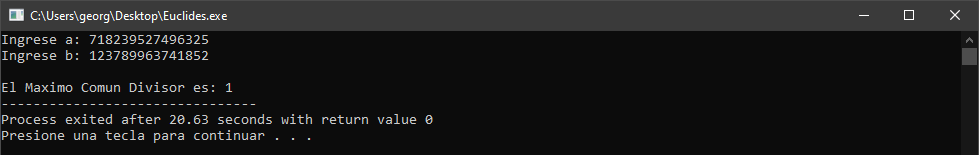 C:\Users\georg\Desktop\Euclides.exe
Ingrese a: 718239527496325
Ingrese b: 123789963741852
El Maximo Comun Divisor es: 1
--------------------------------
Process exited after 20.63 seconds with return value 0
Presione una tecla para continuar . . .